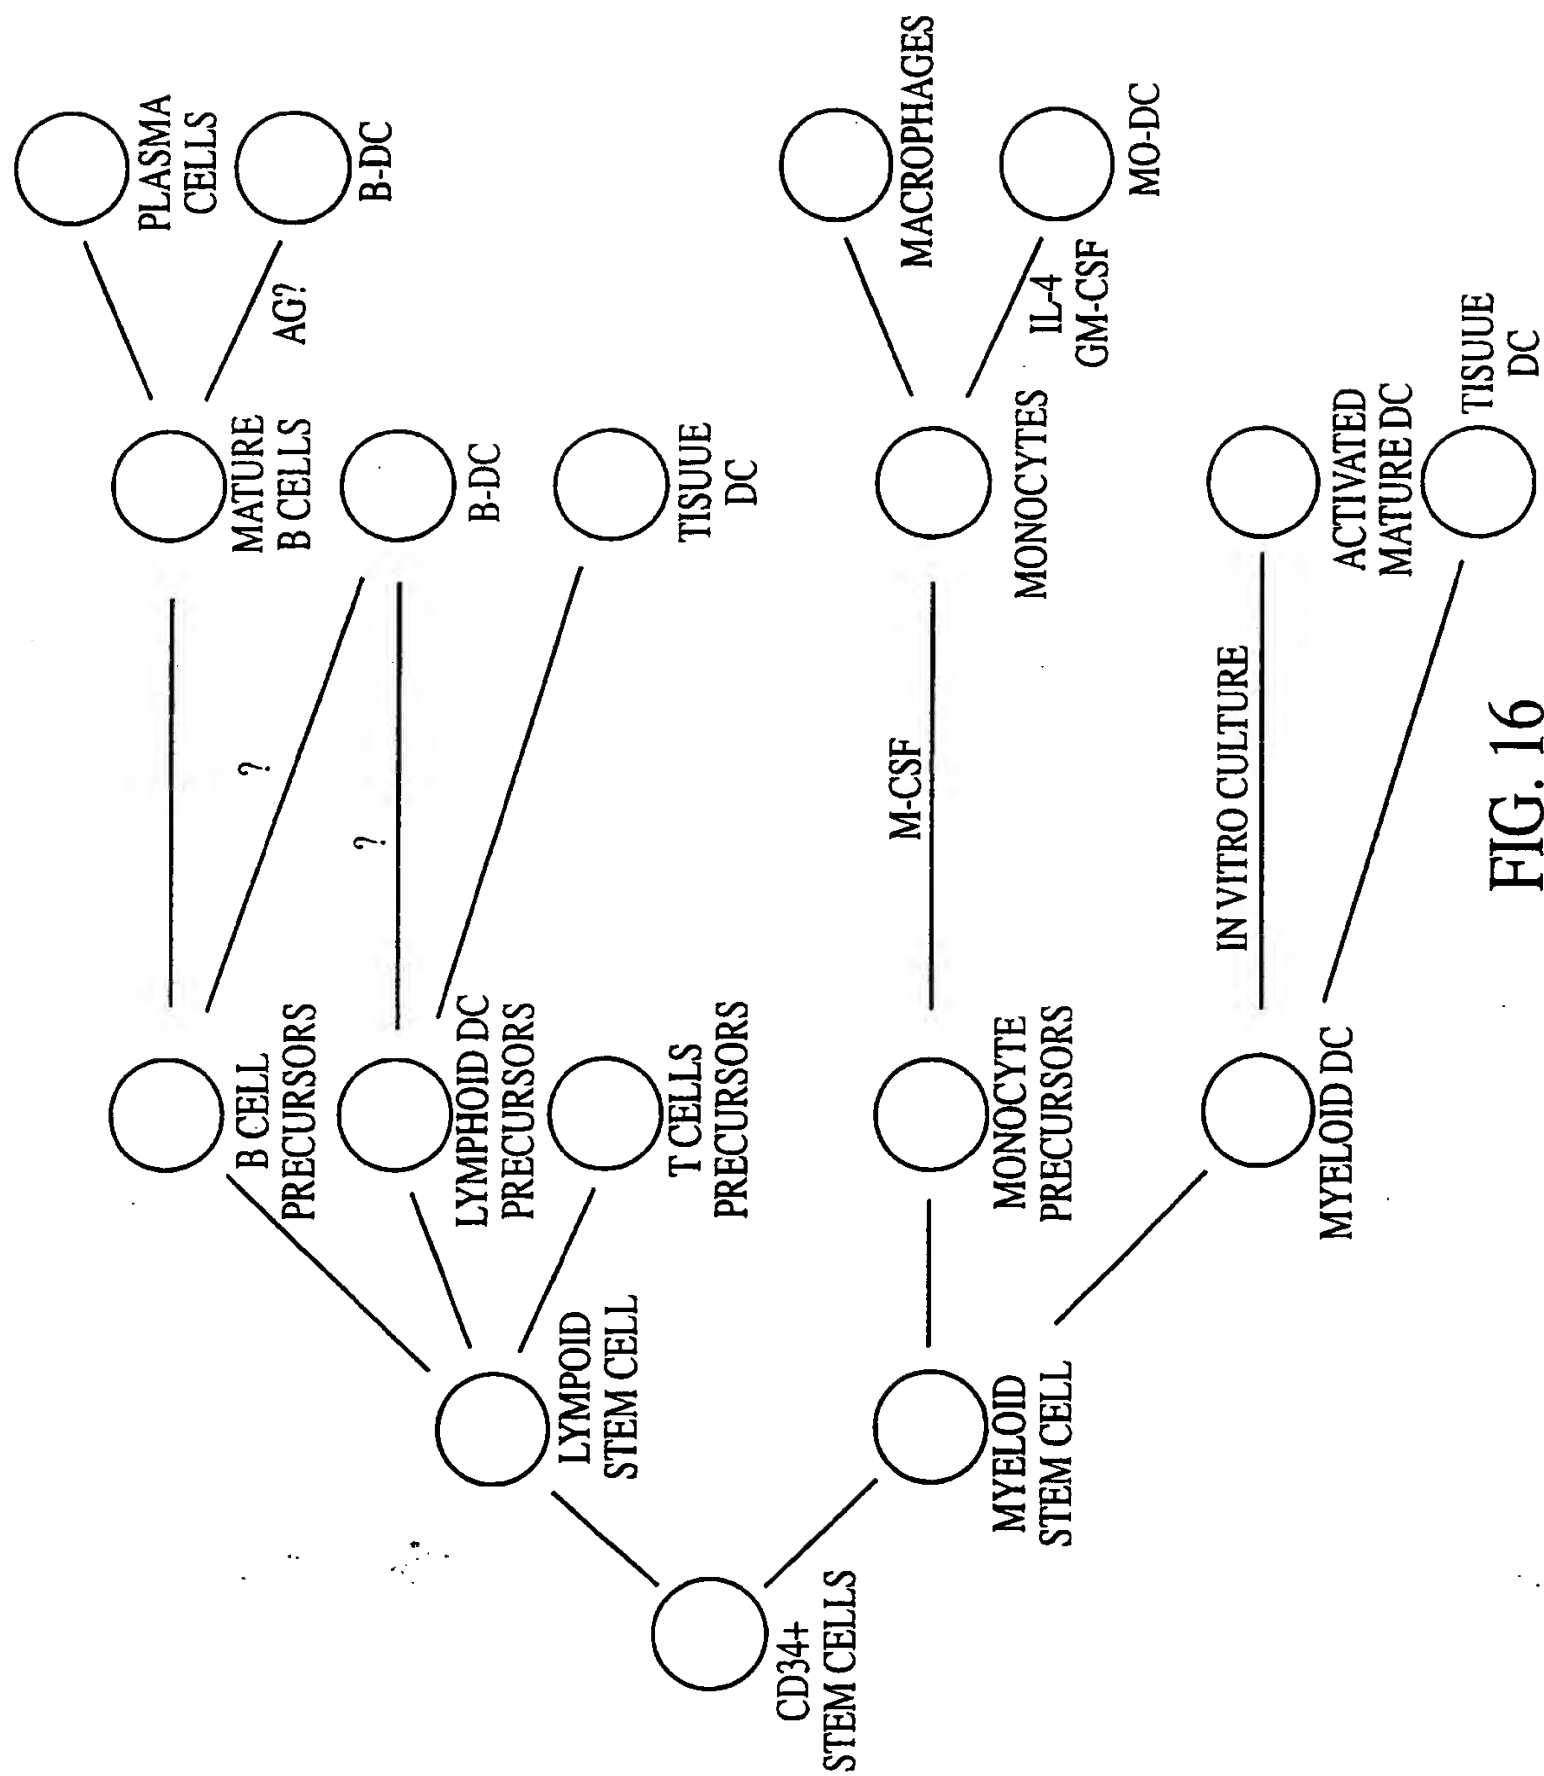 PLASMA
CELLS
B CELL
PRECURSORS
?
MATURE
B CELLS
AG?
B-DC
?
LYMPHOID DC
PRECURSORS
B-DC
LYMPOID
STEM CELL
T CELLS
PRECURSORS
TISUUE
DC
CD34+
STEM CELLS
M-CSF
MACROPHAGES
MYELOID
STEM CELL
MONOCYTE
PRECURSORS
MONOCYTES
IL-4
GM-CSF
MO-DC
IN VITRO CULTURE
MYELOID DC
ACTIVATED
MATURE DC
TISUUE
DC
FIG. 16